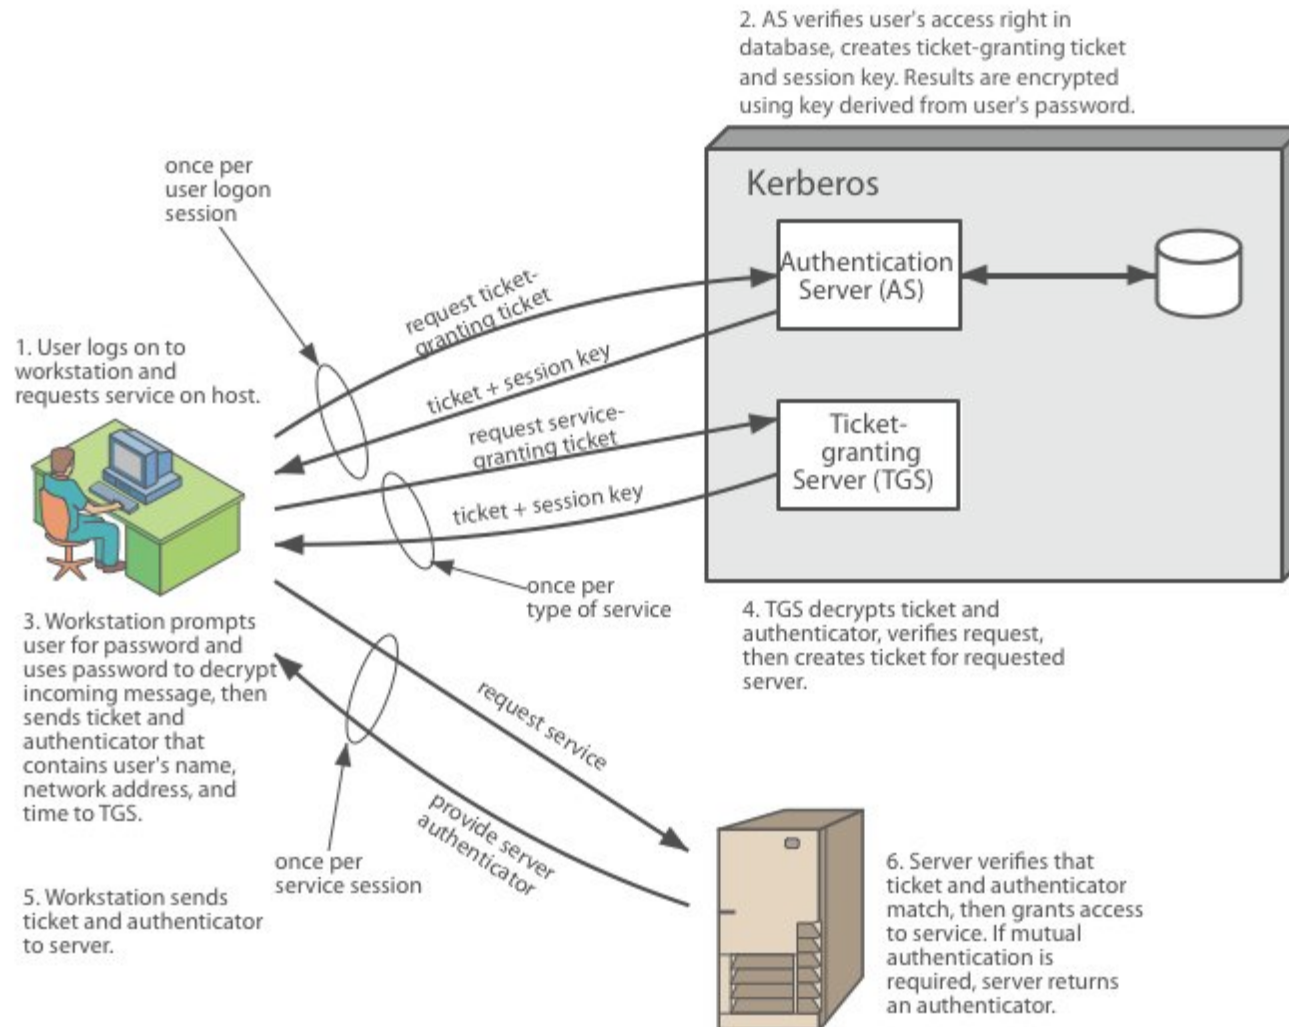 2. AS verifies user's access right in
database, creates ticket-granting ticket
and session key. Results are encrypted
using key derived from user's password.
once per
user logon
session
Kerberos
Authentication
Server (AS)
request ticket-
granting ticket
1. User logs on to
workstation and
requests service on host.
ticket + session key
request service-
granting ticket
Ticket-
granting
Server (TGS)
ticket + session key
once per
type of service
3. Workstation prompts
user for password and
uses password to decrypt
incoming message, then
sends ticket and
authenticator that
contains user's name,
network address, and
time to TGS.
4. TGS decrypts ticket and
authenticator, verifies request,
then creates ticket for requested
server.
request service
provide server
authenticator
once per
service session
5. Workstation sends
ticket and authenticator
to server.
6. Server verifies that
ticket and authenticator
match, then grants access
to service. If mutual
authentication is
required, server returns
an authenticator.